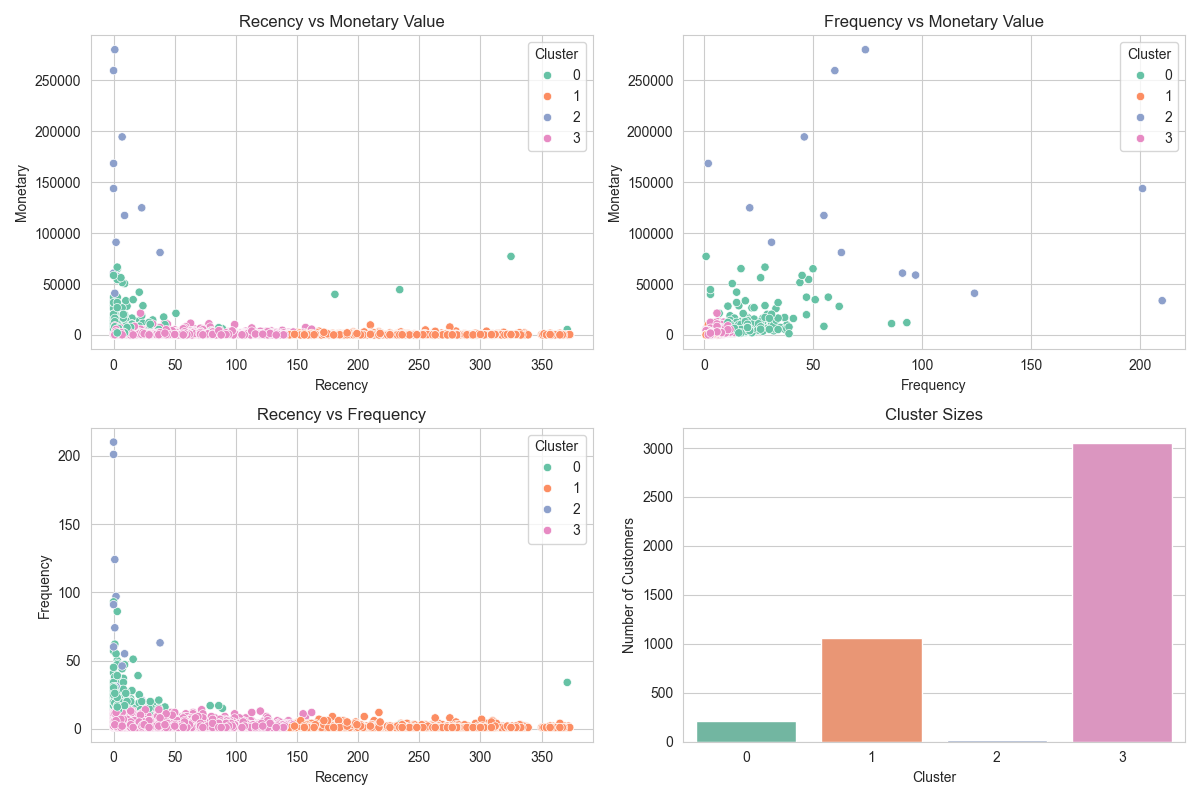 Recency vs Monetary Value
Monetary
250000
200000
150000
100000
50000
0
Cluster
0
1
2
3
0 50 100 150 200 250 300 350
Recency
Frequency vs Monetary Value
Monetary
250000
200000
150000
100000
50000
0
Cluster
0
1
2
3
0 50 100 150 200
Frequency
Recency vs Frequency
Frequency
200
150
100
50
0
Cluster
0
1
2
3
0 50 100 150 200 250 300 350
Recency
Cluster Sizes
Number of Customers
3000
2500
2000
1500
1000
500
0
0 1 2 3
Cluster